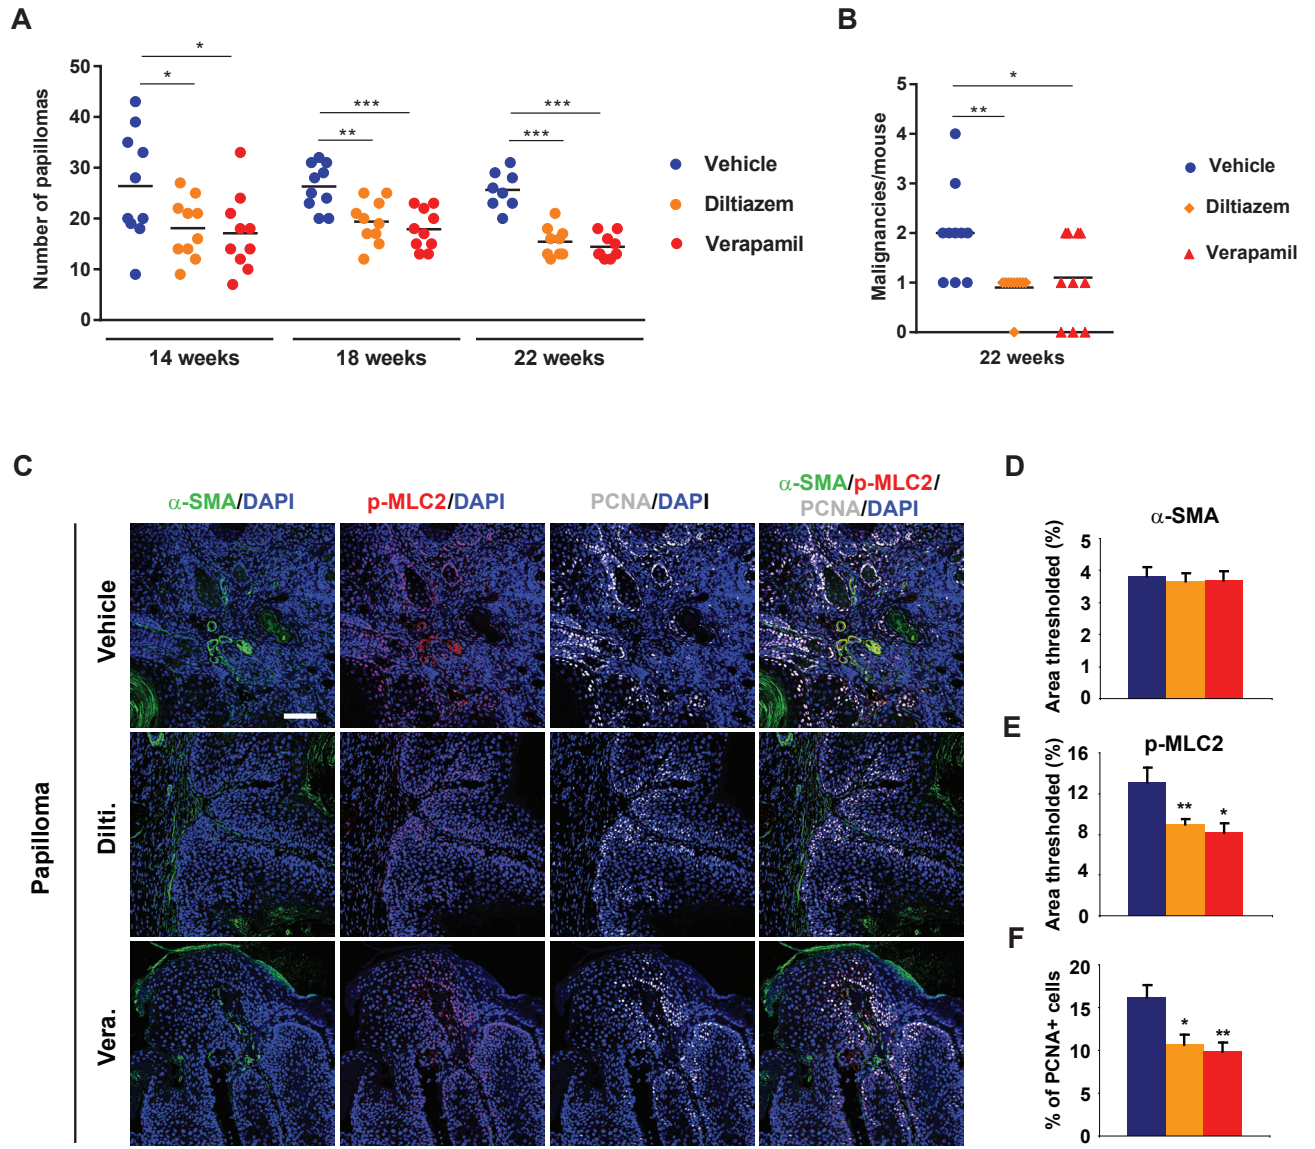 A
Number of papillomas
50
40
30
20
10
0
*
*
**
***
***
***
14 weeks
18 weeks
22 weeks
Vehicle
Diltiazem
Verapamil
B
Malignancies/mouse
5
4
3
2
1
0
*
**
22 weeks
Vehicle
Diltiazem
Verapamil
C
α-SMA/DAPI
p-MLC2/DAPI
PCNA/DAPI
α-SMA/p-MLC2/
PCNA/DAPI
Papilloma
Vehicle
Dilti.
Vera.
D
α-SMA
Area thresholded (%)
5
4
3
2
1
0
E
p-MLC2
Area thresholded (%)
16
12
8
4
0
**
*
F
% of PCNA+ cells
20
15
10
5
0
*
**